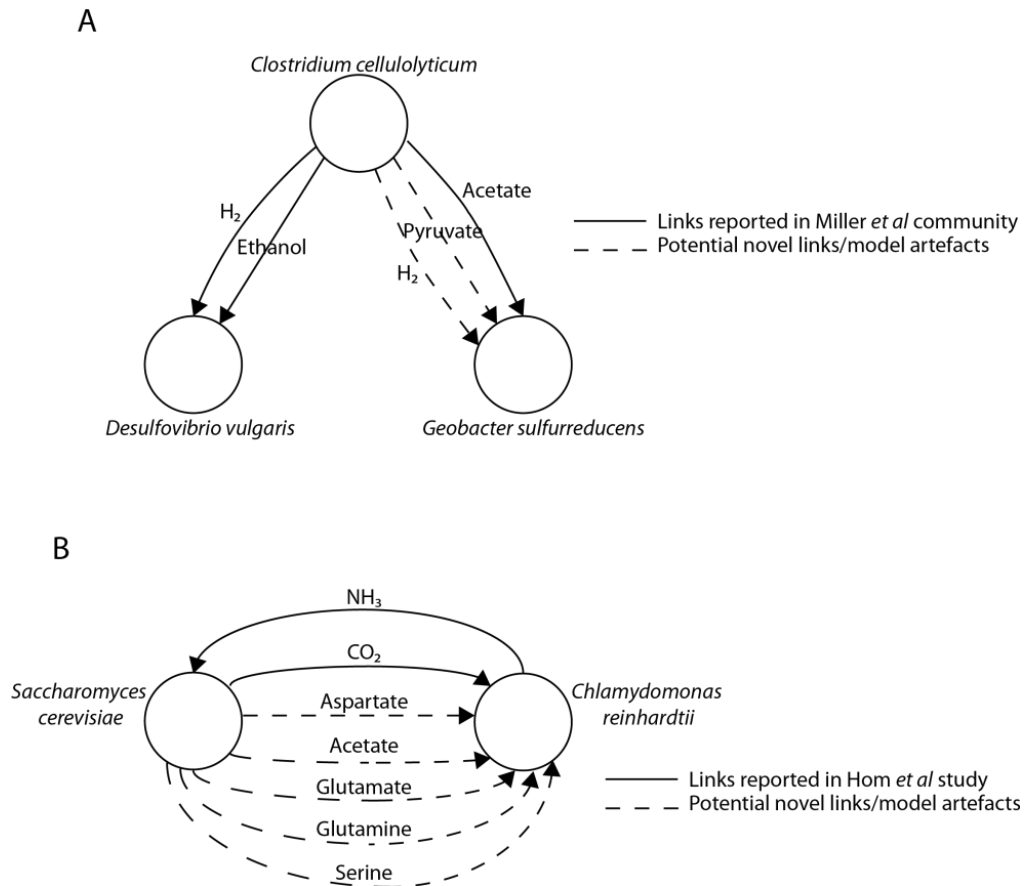 A
Clostridium cellulolyticum
H₂
Ethanol
Acetate
Pyruvate
H₂
Links reported in Miller et al community
Potential novel links/model artefacts
Desulfovibrio vulgaris
Geobacter sulfurreducens
B
NH₃
CO₂
Saccharomyces
cerevisiae
Aspartate
Chlamydomonas
reinhardtii
Acetate
Glutamate
Glutamine
Serine
Links reported in Hom et al study
Potential novel links/model artefacts